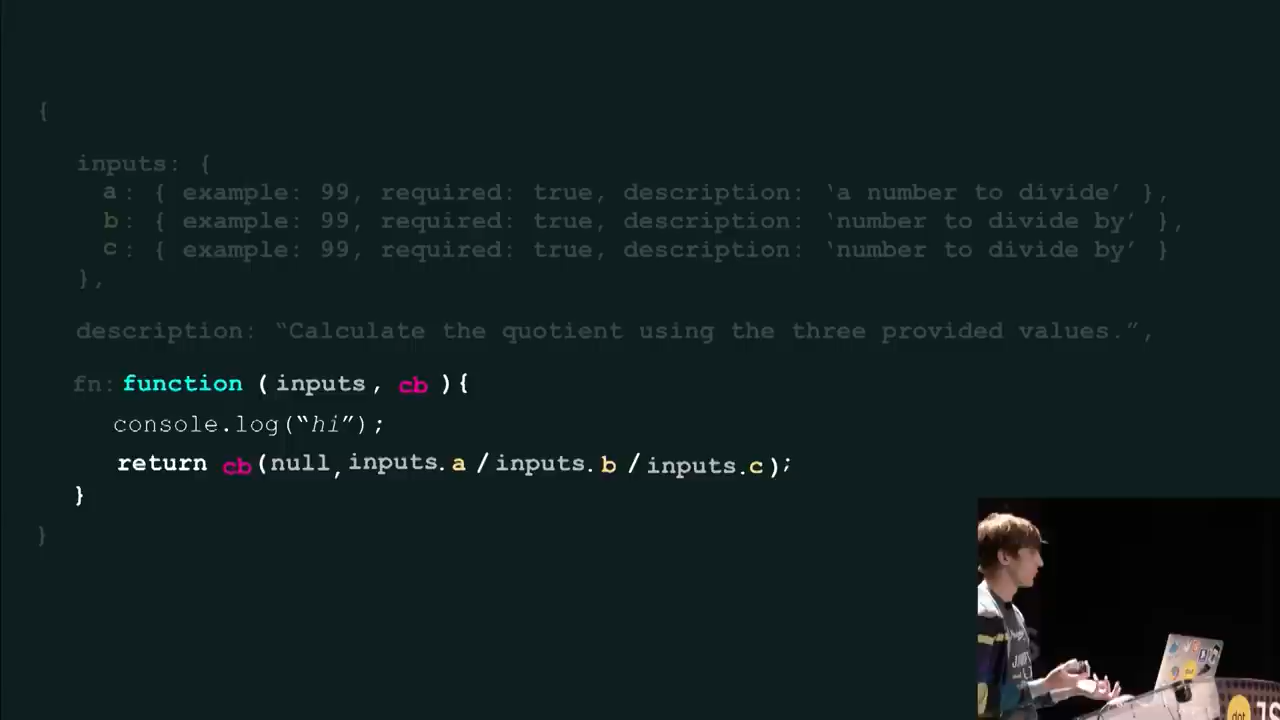 {
inputs: {
a: { example: 99, required: true, description: ‘a number to divide’ },
b: { example: 99, required: true, description: ‘number to divide by’ },
c: { example: 99, required: true, description: ‘number to divide by’ }
},
description: “Calculate the quotient using the three provided values.”,
fn: function (inputs, cb ){
console.log(“hi”);
return cb(null, inputs.a /inputs.b /inputs.c);
}
}
dot
JS